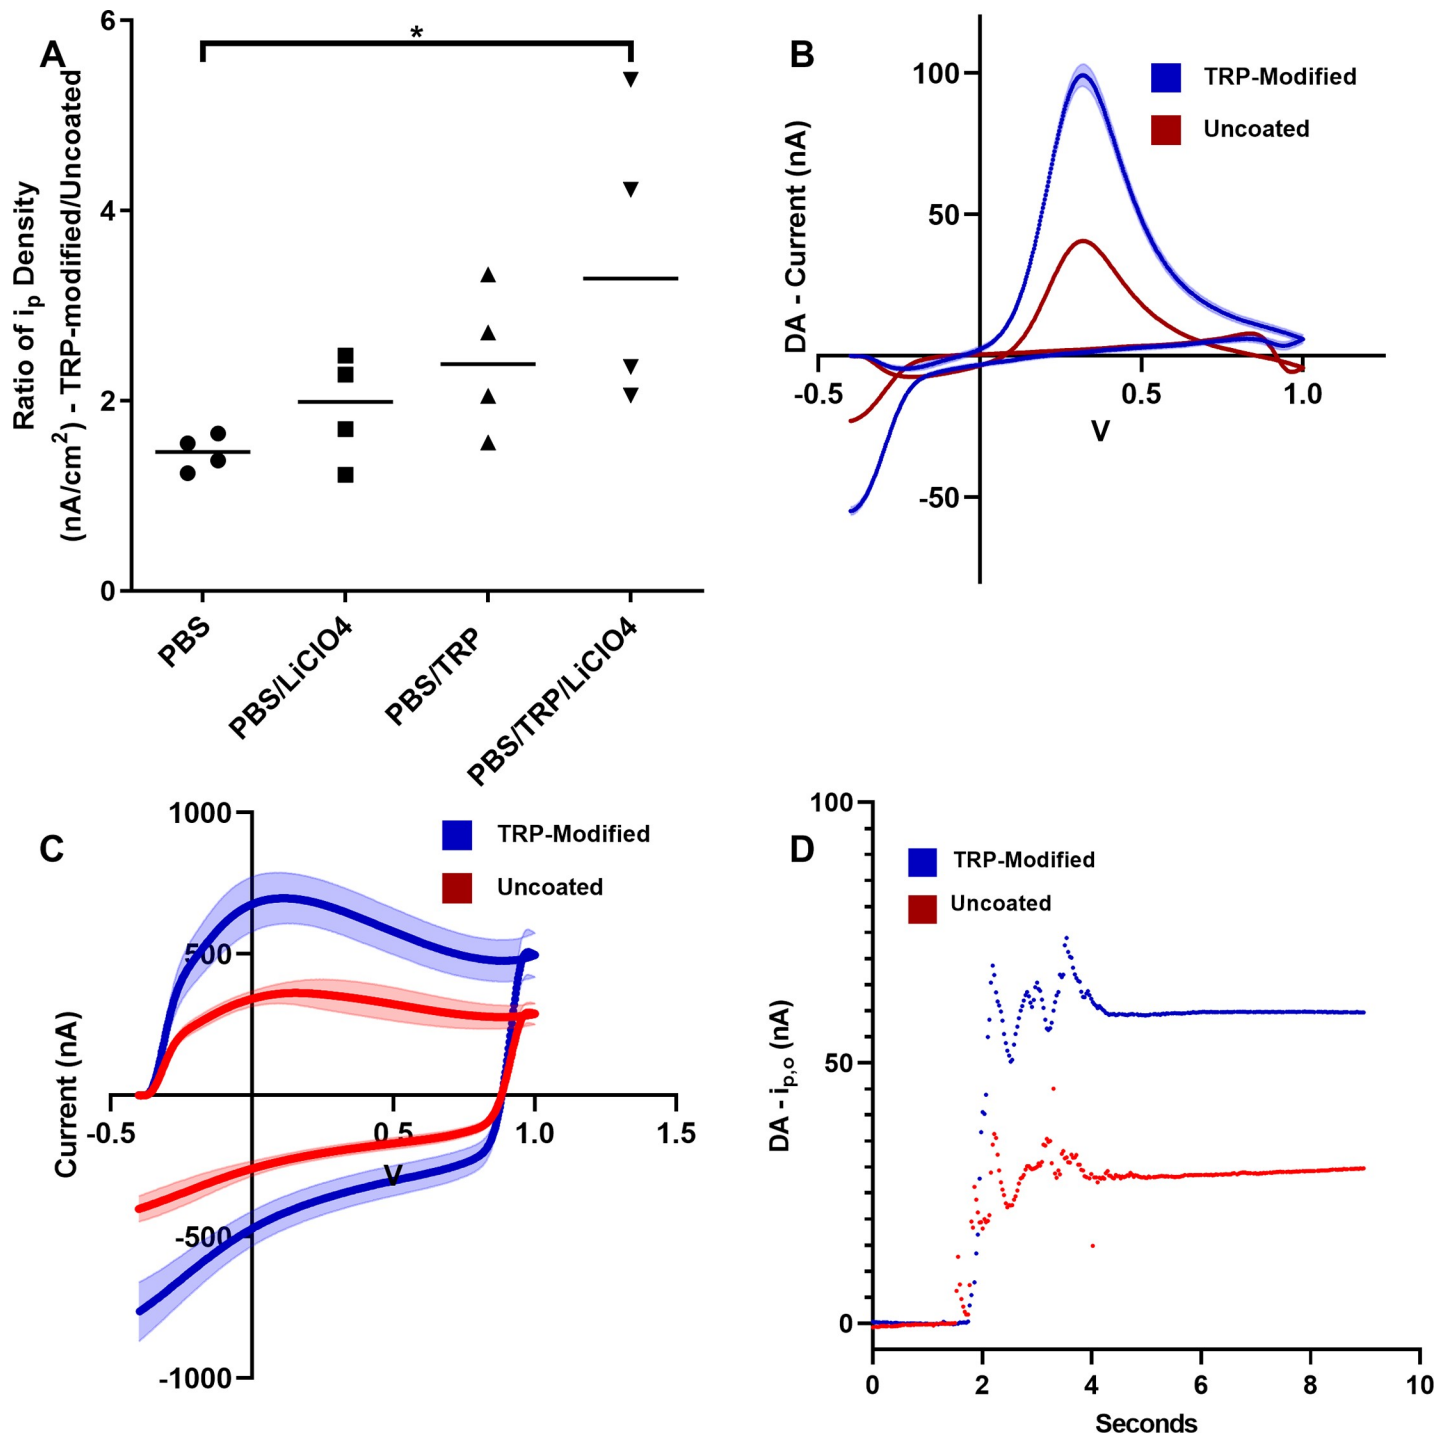 A
Ratio of ip Density
(nA/cm2) - TRP-modified/Uncoated
6
4
2
0
*
PBS
PBS/LiClO4
PBS/TRP
PBS/TRP/LiClO4
B
DA - Current (nA)
100
50
-50
-0.5
0.5
1.0
V
TRP-Modified
Uncoated
C
Current (nA)
1000
500
-500
-1000
-0.5
0.5
1.0
1.5
V
TRP-Modified
Uncoated
D
DA - ip,o (nA)
100
50
0
0
2
4
6
8
10
Seconds
TRP-Modified
Uncoated